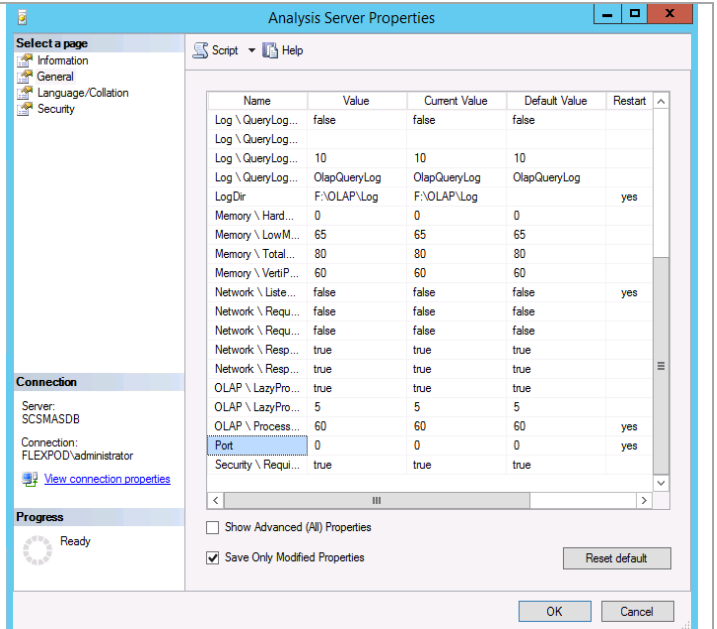 Analysis Server Properties
Select a page
Information
General
Language/Collation
Security
Script Help
Name Value Current Value Default Value Restart
Log \ QueryLog... false false false
Log \ QueryLog...
Log \ QueryLog... 10 10 10
Log \ QueryLog... OlapQueryLog OlapQueryLog OlapQueryLog
LogDir F:\OLAP\Log F:\OLAP\Log yes
Memory \ Hard... 0 0 0
Memory \ LowM... 65 65 65
Memory \ Total... 80 80 80
Memory \ VertiP... 60 60 60
Network \ Liste... false false false yes
Network \ Requ... false false false
Network \ Requ... false false false
Network \ Resp... true true true
Network \ Resp... true true true
OLAP \ LazyPro... true true true
OLAP \ LazyPro... 5 5 5
OLAP \ Process... 60 60 60 yes
Port 0 0 0 yes
Security \ Requi... true true true
Connection
Server:
SCSMASDB
Connection:
FLEXPOD\administrator
View connection properties
Progress
Ready
Show Advanced (All) Properties
Save Only Modified Properties
Reset default
OK Cancel